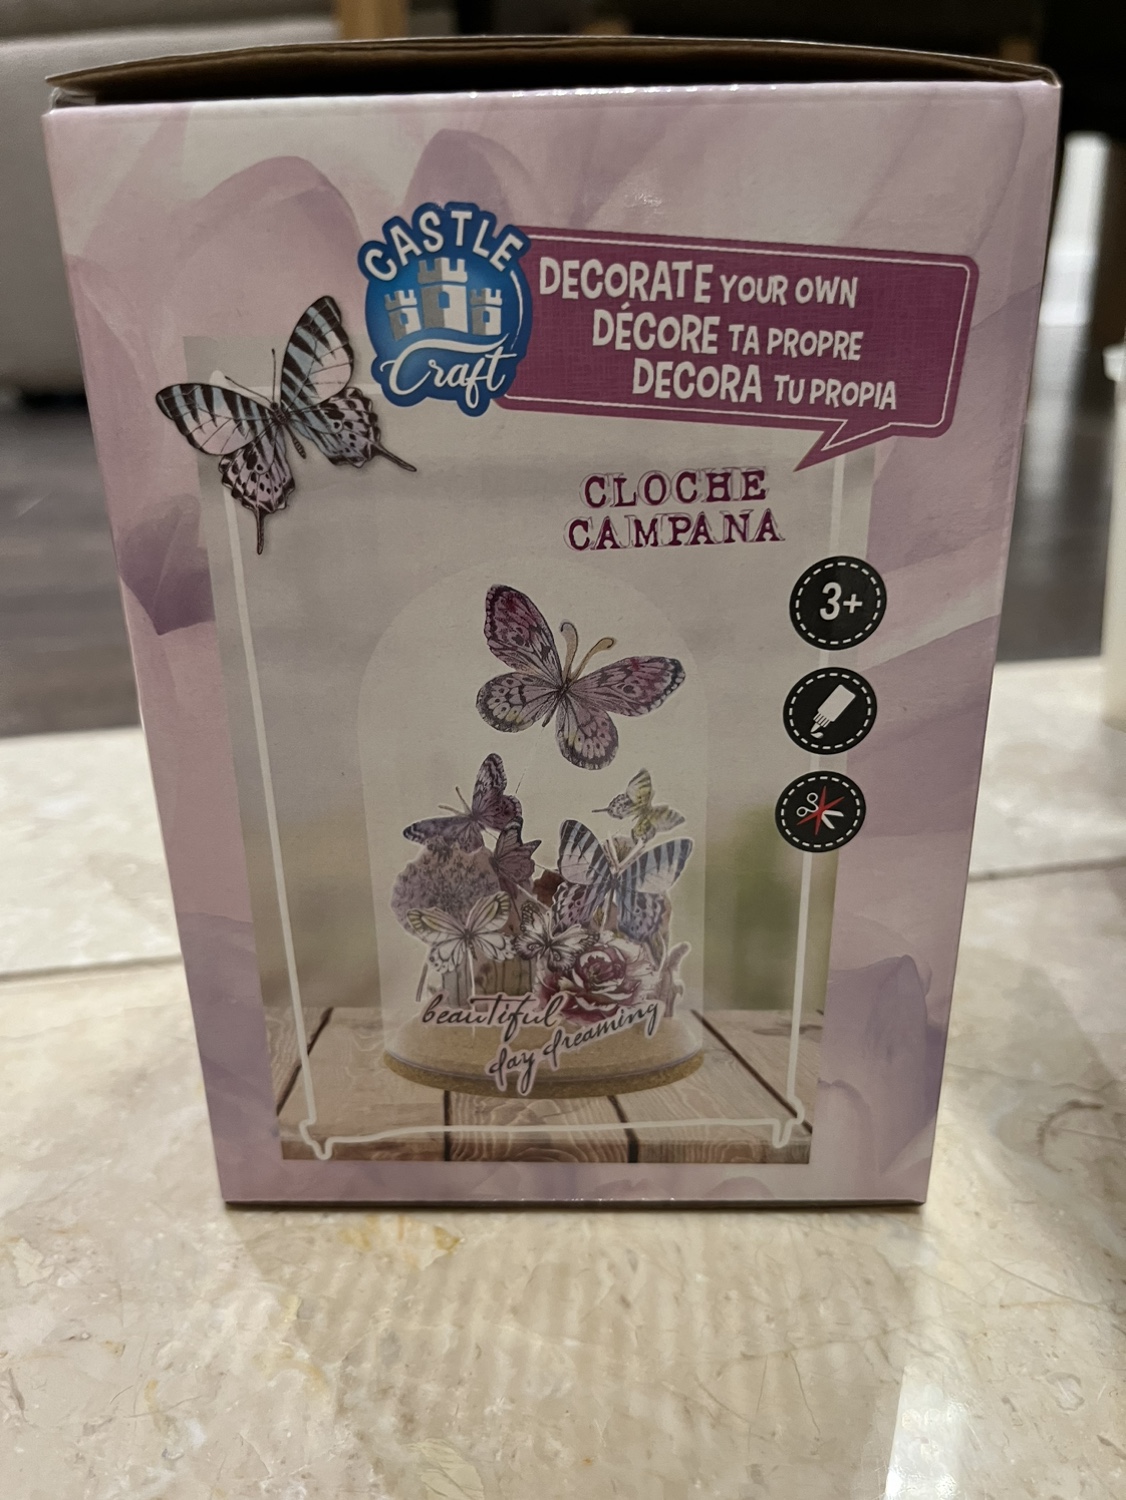 CASTLE
Craft
DECORATE YOUR OWN
DÉCORE TA PROPRE
DECORA TU PROPIA
CLOCHE
CAMPANA
3+
beautiful
day dreaming